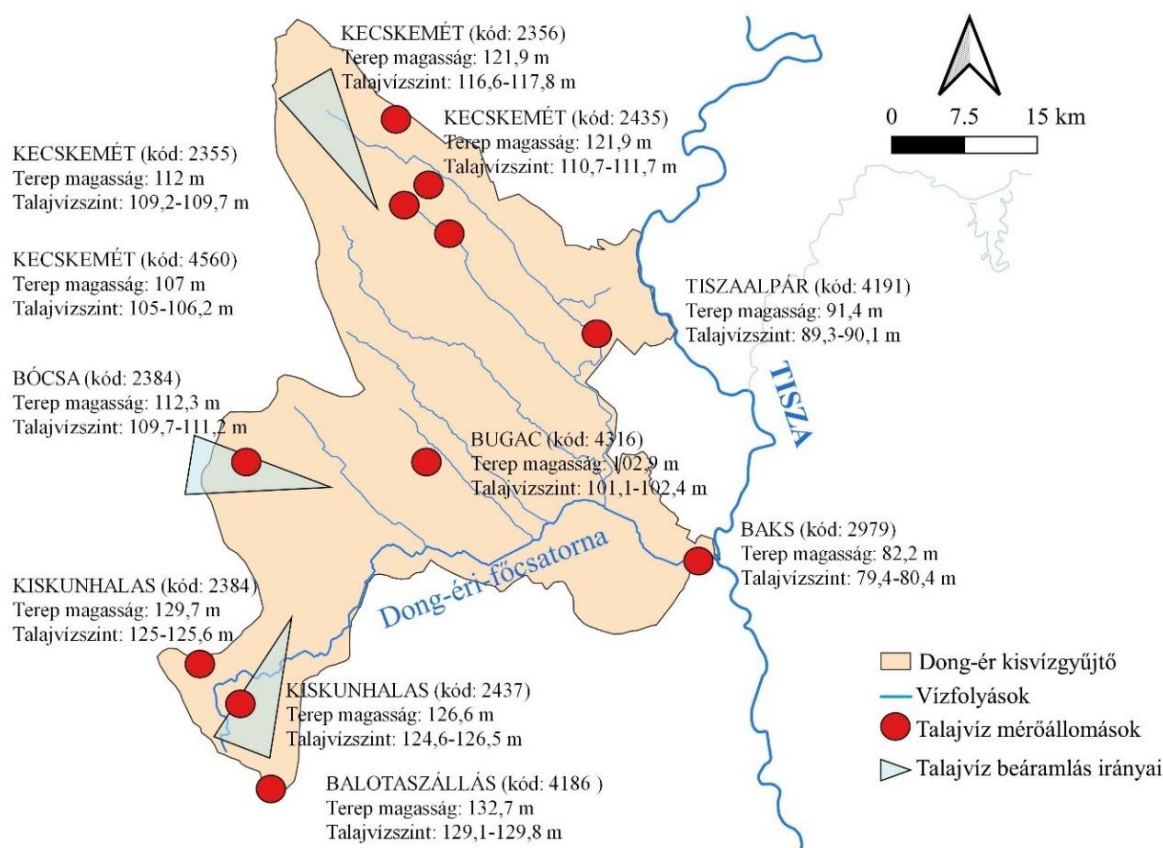 KECSKEMÉT (kód: 2356)
Terep magasság: 121,9 m
Talajvízszint: 116,6-117,8 m
KECSKEMÉT (kód: 2435)
Terep magasság: 121,9 m
Talajvízszint: 110,7-111,7 m
0 7.5 15 km
KECSKEMÉT (kód: 2355)
Terep magasság: 112 m
Talajvízszint: 109,2-109,7 m
KECSKEMÉT (kód: 4560)
Terep magasság: 107 m
Talajvízszint: 105-106,2 m
TISZAALPÁR (kód: 4191)
Terep magasság: 91,4 m
Talajvízszint: 89,3-90,1 m
TISZA
BÓCSA (kód: 2384)
Terep magasság: 112,3 m
Talajvízszint: 109,7-111,2 m
BUGAC (kód: 4316)
Terep magasság: 102,9 m
Talajvízszint: 101,1-102,4 m
BAKS (kód: 2979)
Terep magasság: 82,2 m
Talajvízszint: 79,4-80,4 m
Dong-éri-főcsatorna
KISKUNHALAS (kód: 2384)
Terep magasság: 129,7 m
Talajvízszint: 125-125,6 m
KISKUNHALAS (kód: 2437)
Terep magasság: 126,6 m
Talajvízszint: 124,6-126,5 m
BALOTASZÁLLÁS (kód: 4186 )
Terep magasság: 132,7 m
Talajvízszint: 129,1-129,8 m
Dong-ér kisvízgyűjtő
Vízfolyások
Talajvíz mérőállomások
Talajvíz beáramlás irányai